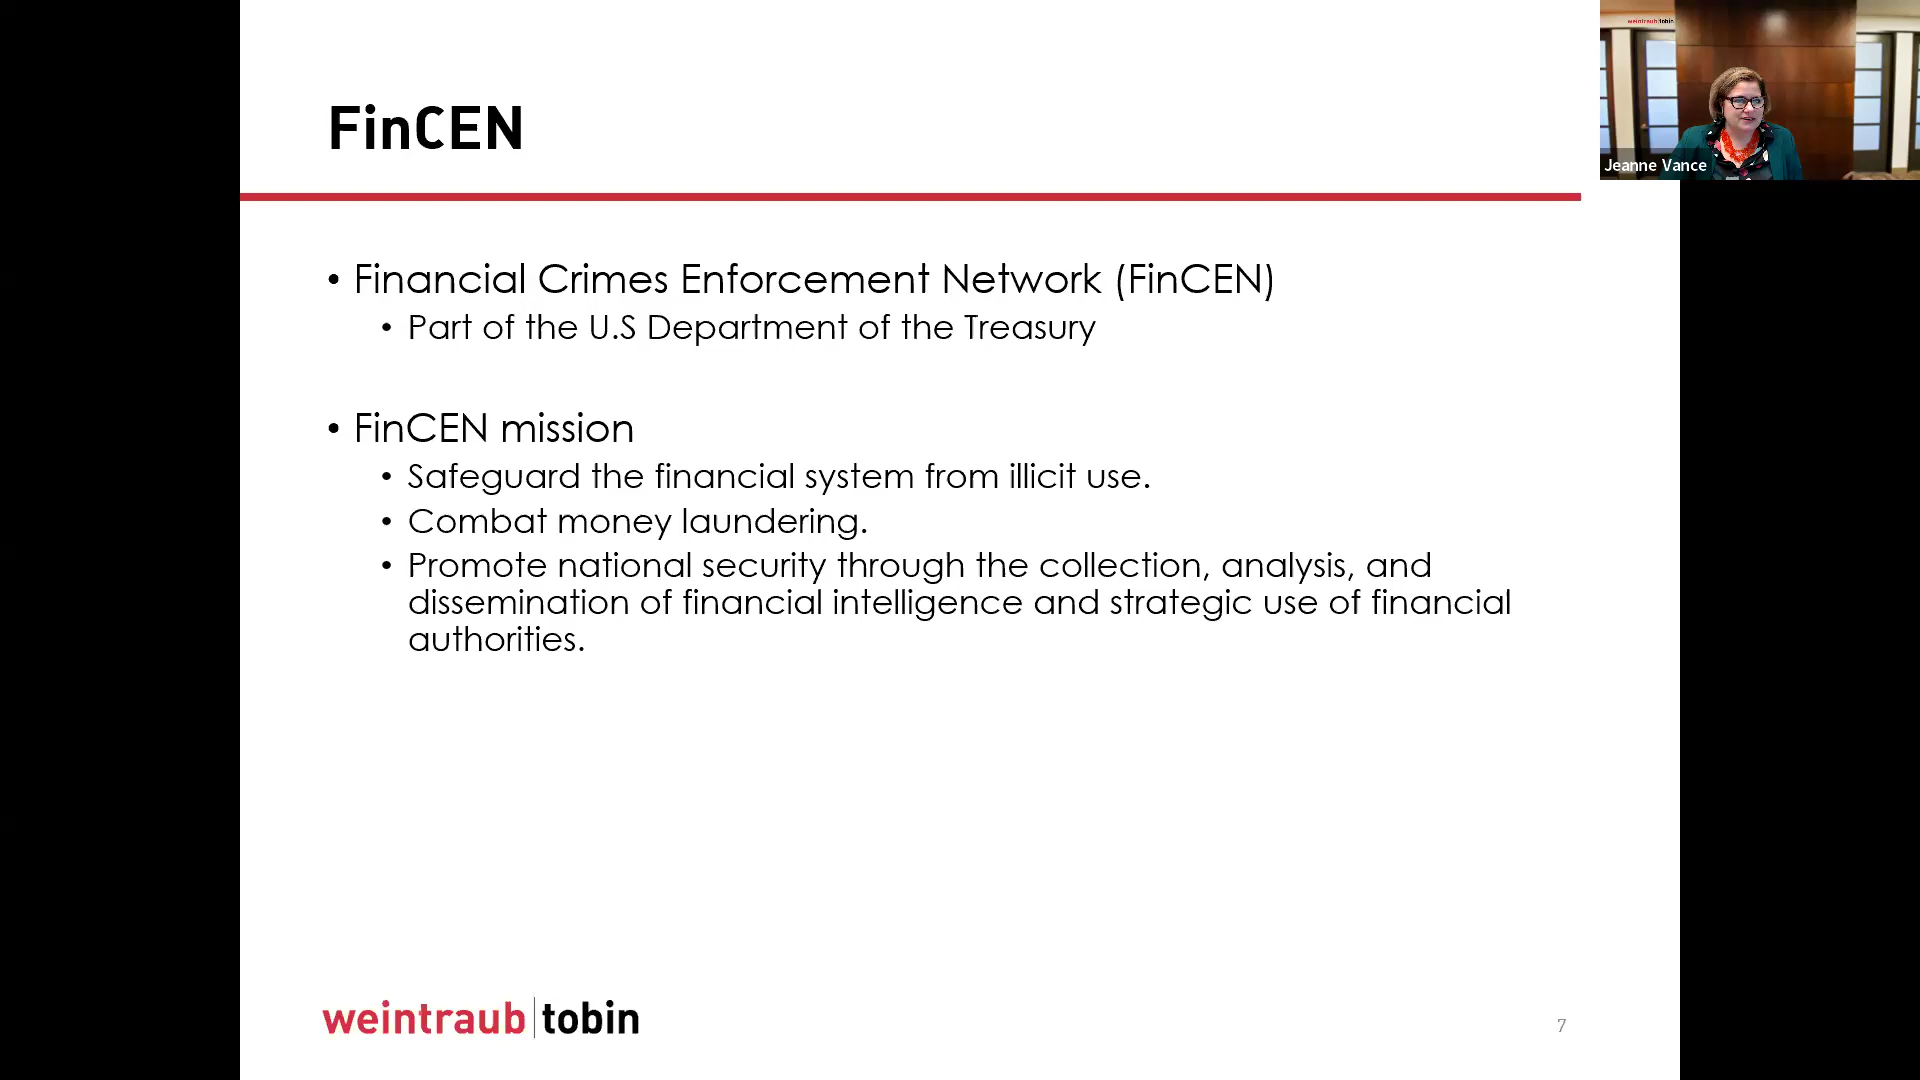 FinCEN
weintraub tobin
Jeanne Vance
• Financial Crimes Enforcement Network (FinCEN)
• Part of the U.S Department of the Treasury
• FinCEN mission
• Safeguard the financial system from illicit use.
• Combat money laundering.
• Promote national security through the collection, analysis, and
dissemination of financial intelligence and strategic use of financial
authorities.
weintraub tobin
7